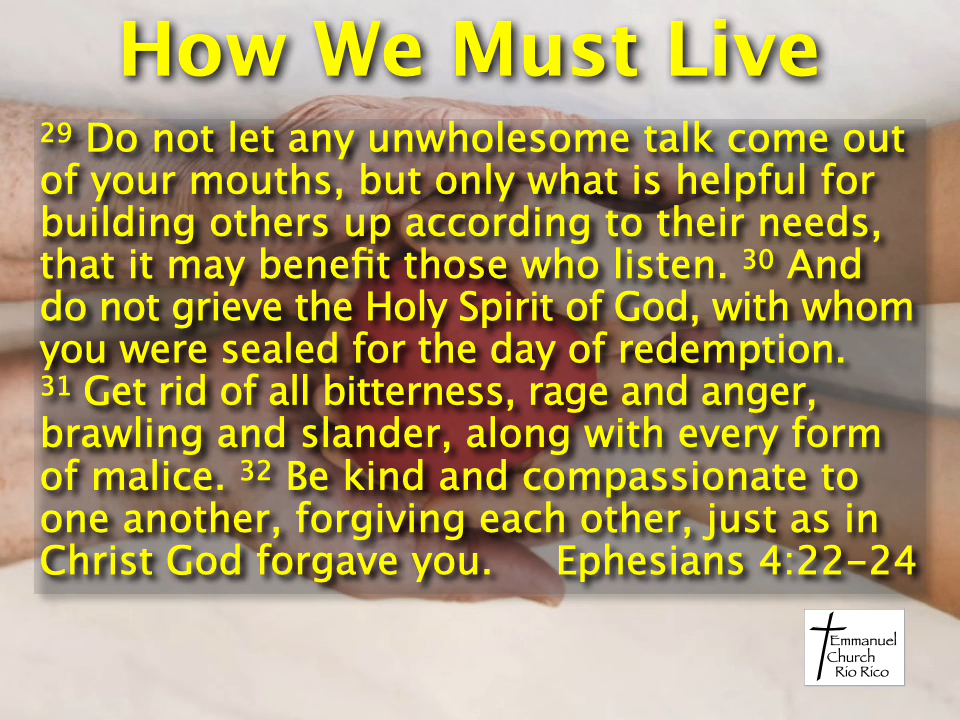 How We Must Live
29 Do not let any unwholesome talk come out
of your mouths, but only what is helpful for
building others up according to their needs,
that it may benefit those who listen. 30 And
do not grieve the Holy Spirit of God, with whom
you were sealed for the day of redemption.
31 Get rid of all bitterness, rage and anger,
brawling and slander, along with every form
of malice. 32 Be kind and compassionate to
one another, forgiving each other, just as in
Christ God forgave you. Ephesians 4:22-24
Emmanuel
Church
Rio Rico